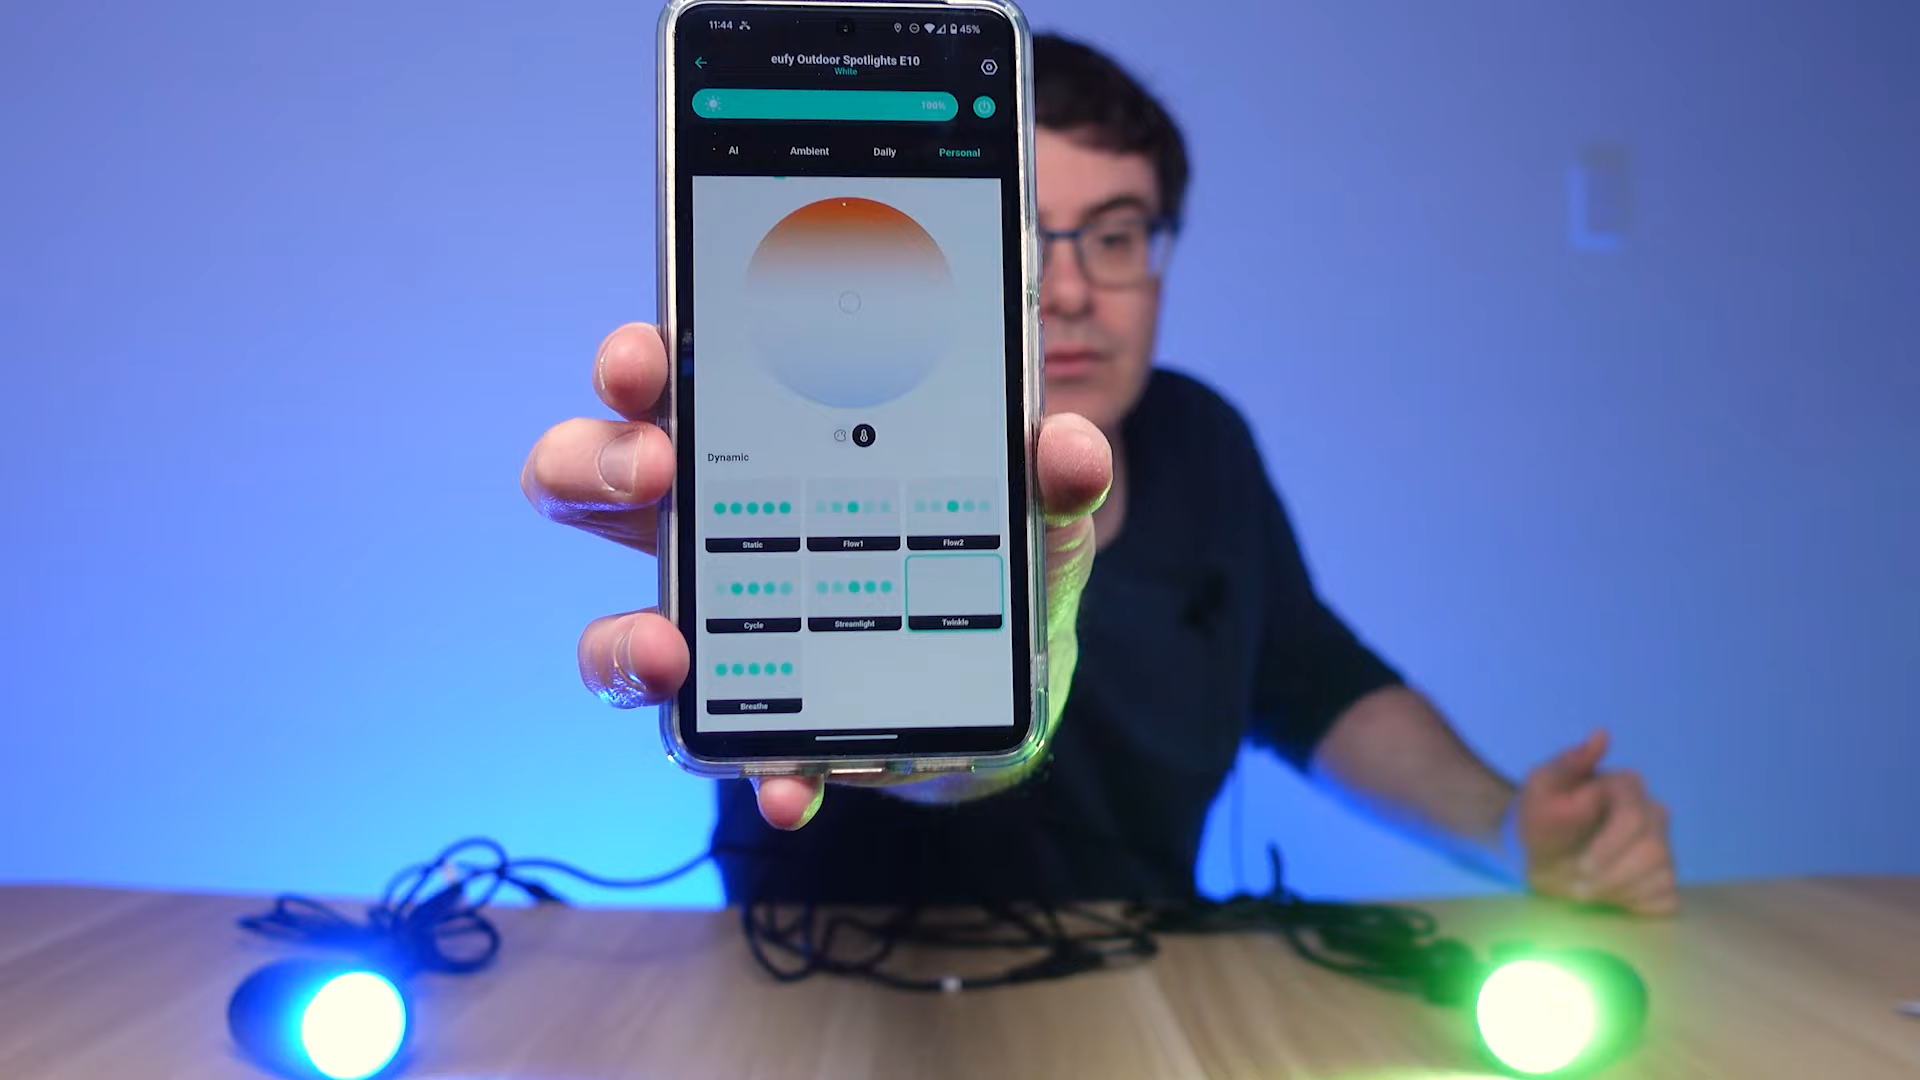 11:44
45%
eufy Outdoor Spotlights E10
White
100%
AI Ambient Daily Personal
Dynamic
Static Flow1 Flow2
Cycle Streamlight Twinkle
Breathe